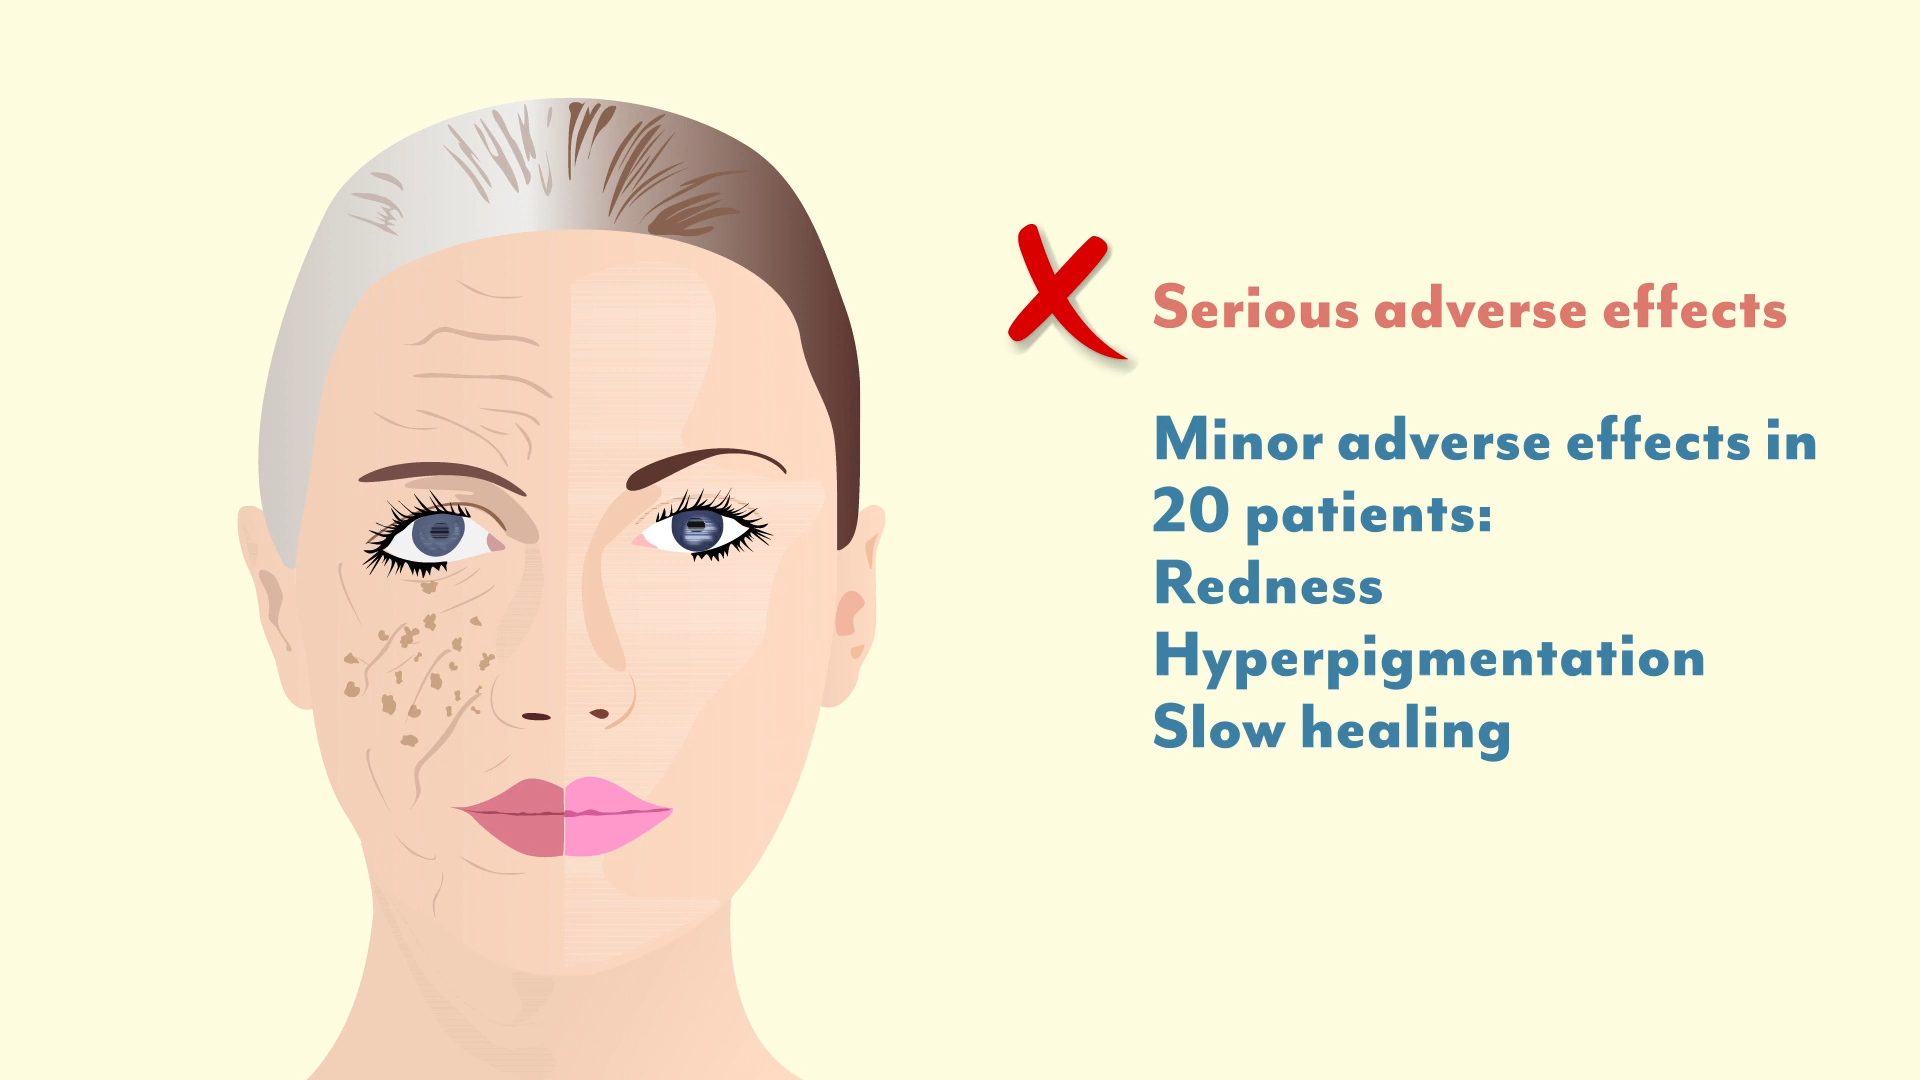 Serious adverse effects
Minor adverse effects in
20 patients:
Redness
Hyperpigmentation
Slow healing